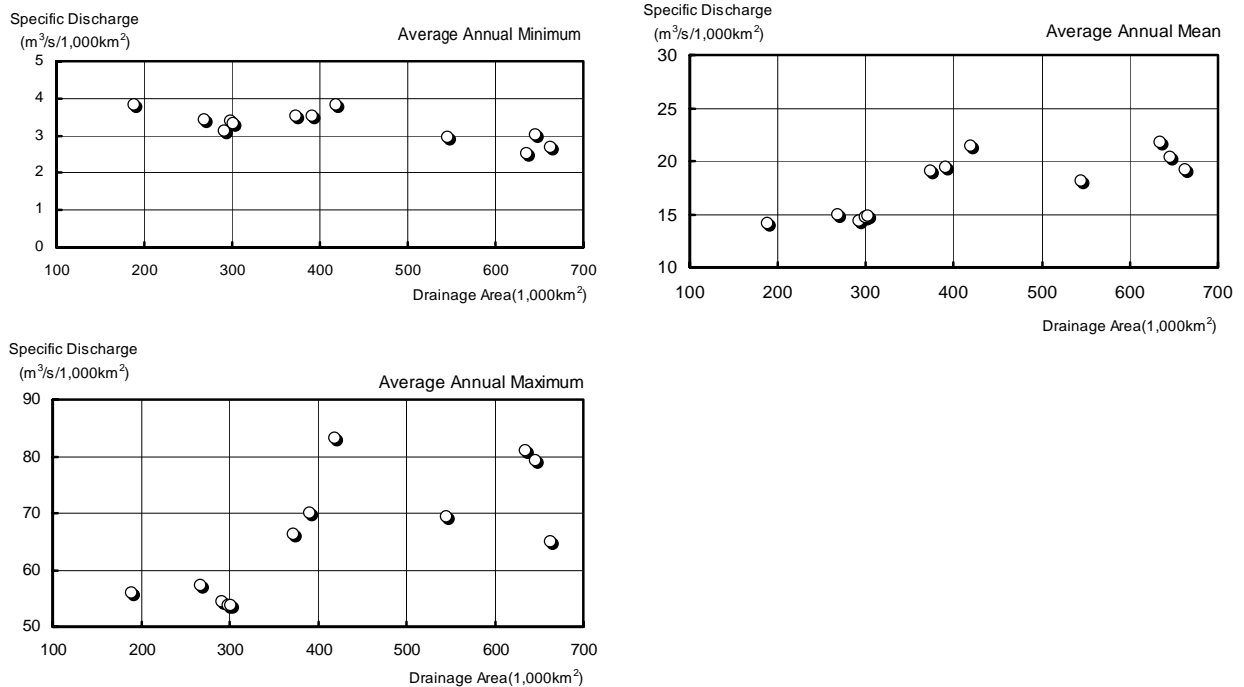 Specific Discharge
(m³/s/1,000km²)
Average Annual Minimum
5
4
3
2
1
0
100 200 300 400 500 600 700
Drainage Area(1,000km²)
Specific Discharge
(m³/s/1,000km²)
Average Annual Mean
30
25
20
15
10
100 200 300 400 500 600 700
Drainage Area(1,000km²)
Specific Discharge
(m³/s/1,000km²)
Average Annual Maximum
90
80
70
60
50
100 200 300 400 500 600 700
Drainage Area(1,000km²)